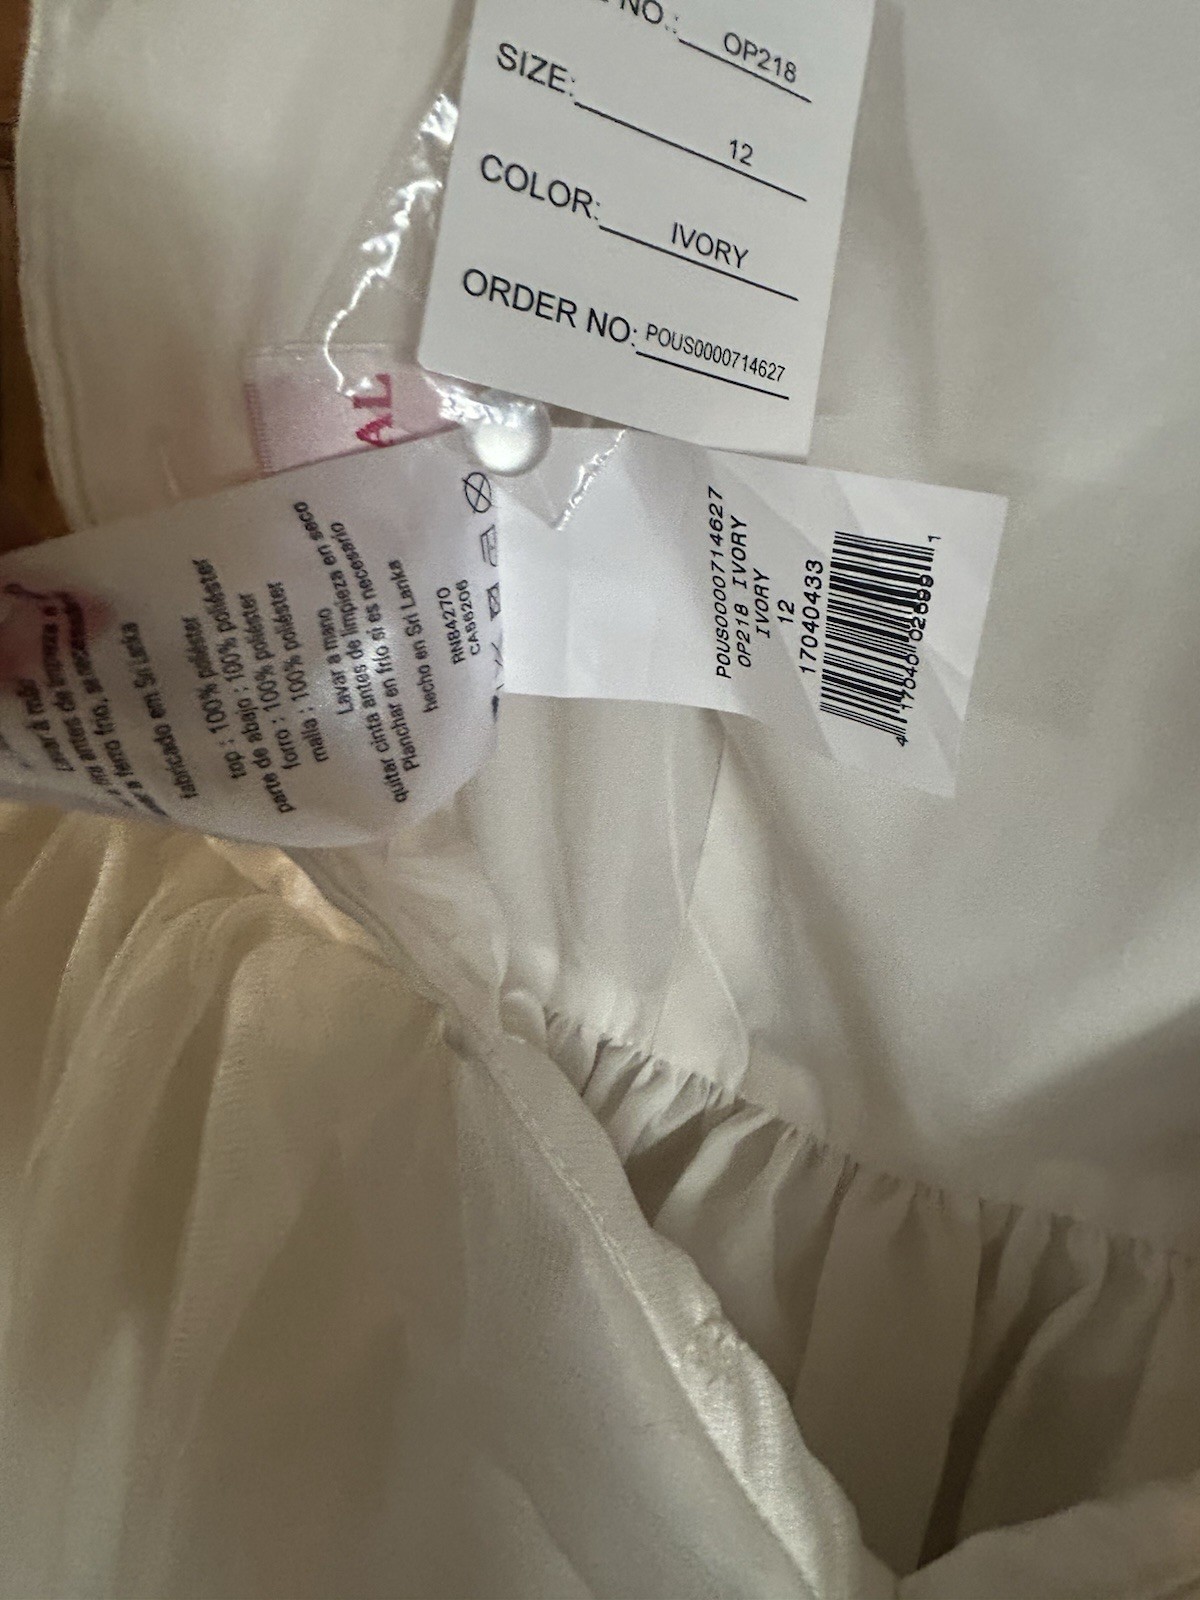 NO.: OP218
SIZE: 12
COLOR: IVORY
ORDER NO: POUS0000714627
AL
fabricado en Sri Lanka
top : 100% poliéster
parte de abajo : 100% poliéster
forro : 100% poliéster
malla : 100% poliéster
Lavar a mano
quitar cinta antes de limpieza en seco
Planchar en frío si es necesario
hecho en Sri Lanka
RN84270
CA56206
POUS0000714627
OP218 IVORY
IVORY
12
17040433